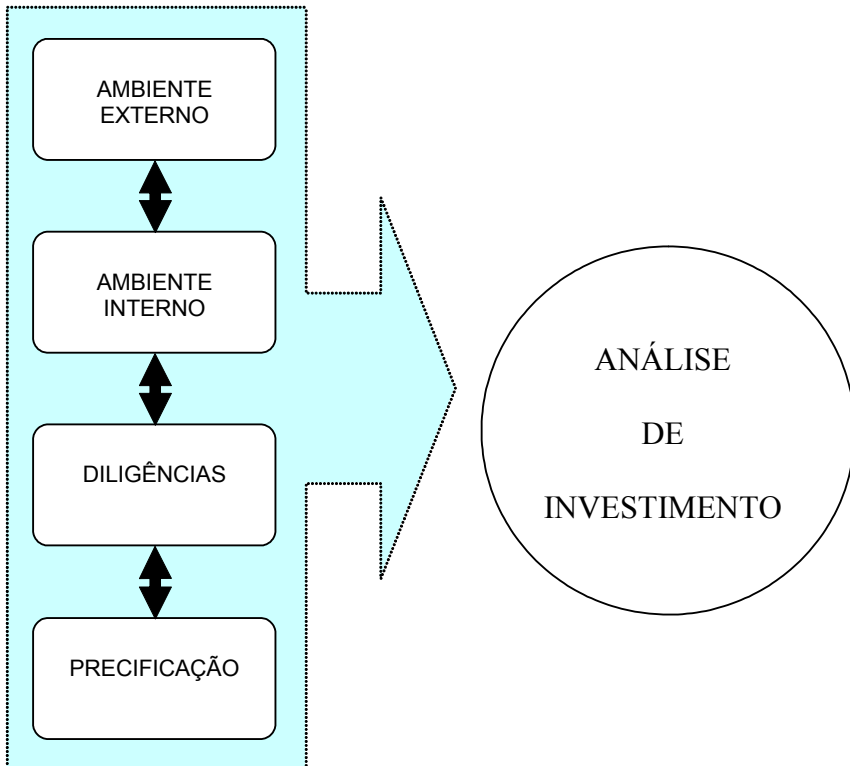 AMBIENTE
EXTERNO
AMBIENTE
INTERNO
DILIGÊNCIAS
PRECIFICAÇÃO
ANÁLISE
DE
INVESTIMENTO